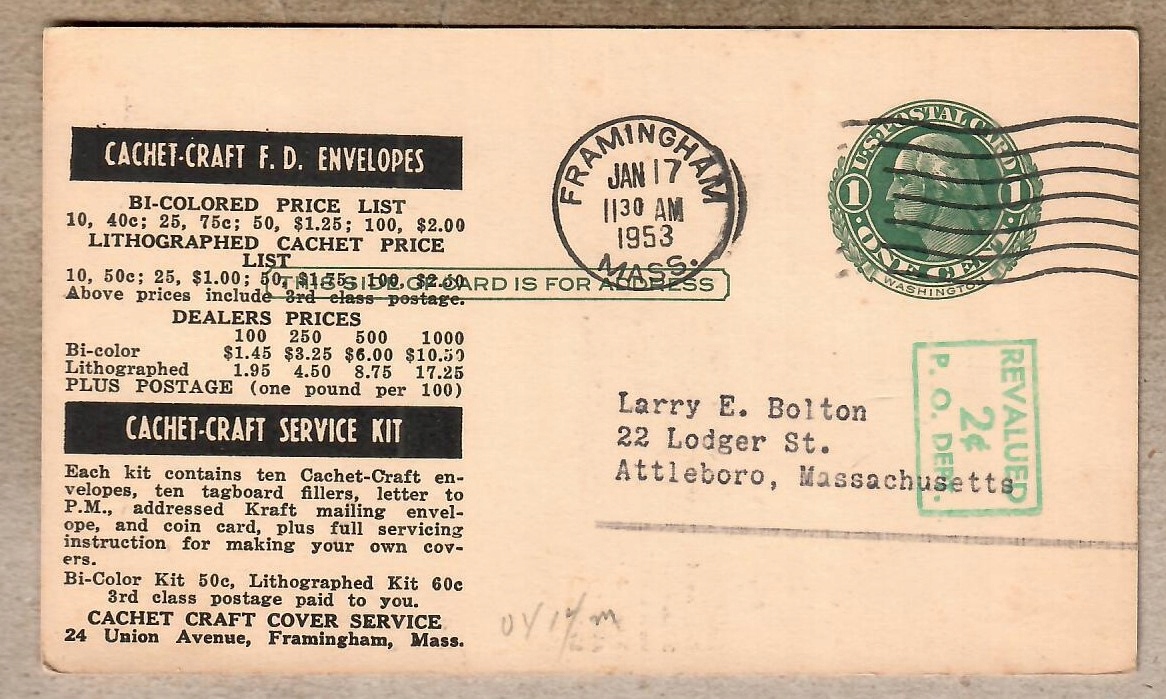 CACHET-CRAFT F. D. ENVELOPES
BI-COLORED PRICE LIST
10, 40c; 25, 75c; 50, $1.25; 100, $2.00
LITHOGRAPHED CACHET PRICE
LIST
10, 50c; 25, $1.00; 50, $1.75; 100, $2.50
Above prices include 3rd class postage.
DEALERS PRICES
100 250 500 1000
Bi-color $1.45 $3.25 $6.00 $10.50
Lithographed 1.95 4.50 8.75 17.25
PLUS POSTAGE (one pound per 100)
CACHET-CRAFT SERVICE KIT
Each kit contains ten Cachet-Craft en-
velopes, ten tagboard fillers, letter to
P.M., addressed Kraft mailing envel-
ope, and coin card, plus full servicing
instruction for making your own cov-
ers.
Bi-Color Kit 50c, Lithographed Kit 60c
3rd class postage paid to you.
CACHET CRAFT COVER SERVICE
24 Union Avenue, Framingham, Mass.
THIS SIDE OF CARD IS FOR ADDRESS
FRAMINGHAM
JAN 17
11 30 AM
1953
MASS.
U.S. POSTAL CARD
1 1
ONE CENT
WASHINGTON
REVALUED
2¢
P. O. DEPT.
Larry E. Bolton
22 Lodger St.
Attleboro, Massachusetts